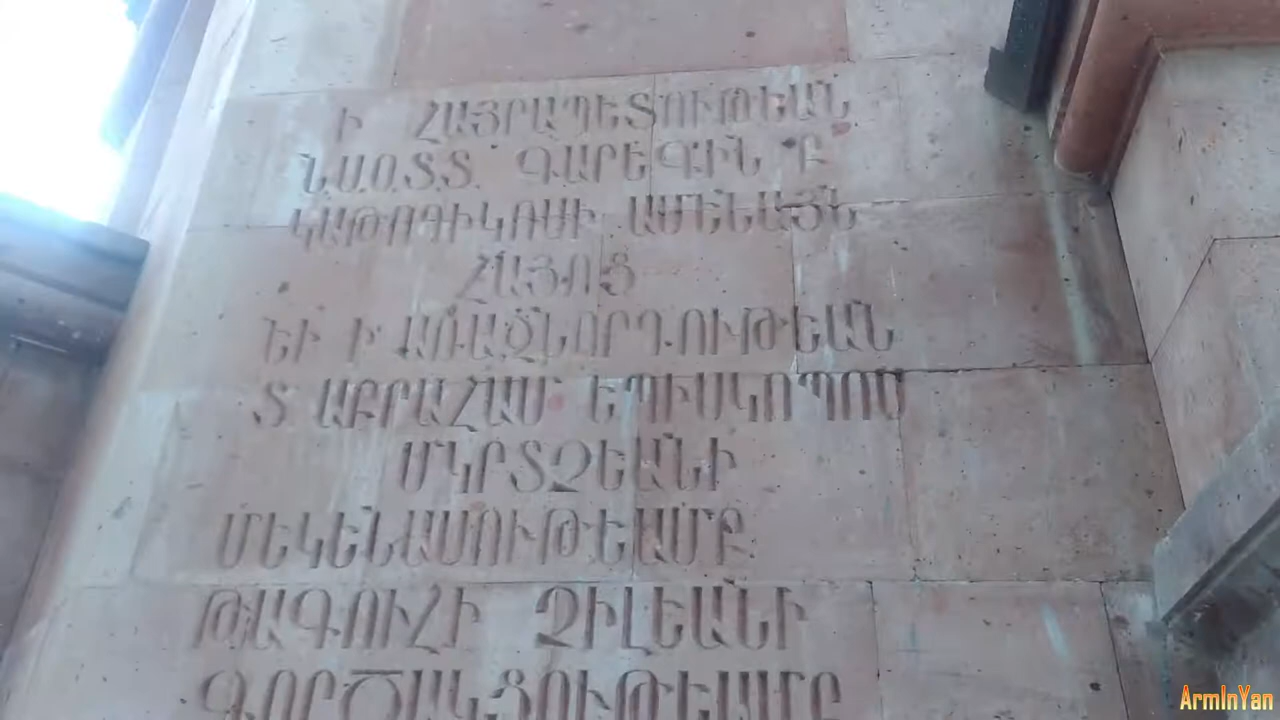 Ի ՀԱՅՐԱՊԵՏՈՒԹԵԱՆ
Ն.Ս.Օ.Տ.Տ. ԳԱՐԵԳԻՆ Բ
ԿԱԹՈՂԻԿՈՍԻ ԱՄԵՆԱՅՆ
ՀԱՅՈՑ
ԵՒ Ի ԱՌԱՋՆՈՐԴՈՒԹԵԱՆ
Տ ԱԲՐԱՀԱՄ ԵՊԻՍԿՈՊՈՍ
ՄԿՐՏՉԵԱՆԻ
ՄԵԿԵՆԱՍՈՒԹԵԱՄԲ
ԹԱԳՈՒՀԻ ՉԻԼԵԱՆԻ
ԳՈՐԾԱԿՑՈՒԹԵԱՄԲ
ArmInYan